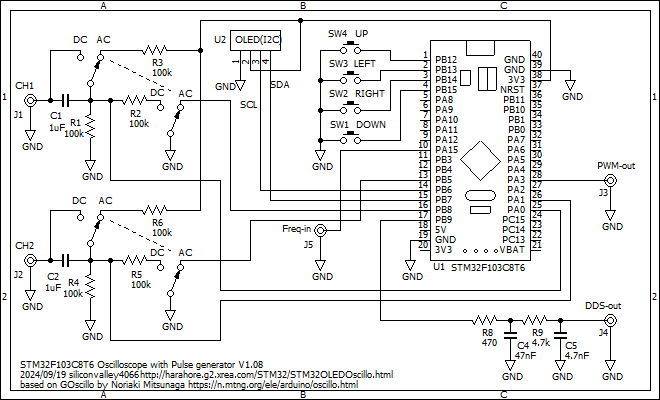 A B C
1
2
1
2
A B C
DC AC
R3
100k
CH1
J1
GND
C1
1uF
R1
100k
GND
R2
100k
DC AC
GND
U2 OLED(I2C)
1 2 3 4
GND
SDA
SCL
SW4 UP
SW3 LEFT
SW2 RIGHT
SW1 DOWN
GND
1 PB12
2 PB13
3 PB14
4 PB15
5 PA8
6 PA9
7 PA10
8 PA11
9 PA12
10 PA15
11 PB3
12 PB4
13 PB5
14 PB6
15 PB7
16 PB8
17 PB9
18 5V
19 GND
20 3V3
GND 40
GND 39
3V3 38
NRST 37
PB11 36
PB10 35
PB1 34
PB0 33
PA7 32
PA6 31
PA5 30
PA4 29
PA3 28
PA2 27
PA1 26
PA0 25
PC15 24
PC14 23
PC13 22
VBAT 21
U1 STM32F103C8T6
GND
GND
PWM-out
J3
GND
Freq-in
J5
GND
DC AC
R6
100k
CH2
J2
GND
C2
1uF
R4
100k
GND
R5
100k
DC AC
GND
R8
470
R9
4.7k
C4
47nF
C5
4.7nF
GND
GND
DDS-out
J4
GND
STM32F103C8T6 Oscilloscope with Pulse generator V1.08
2024/09/19 siliconvalley4066 http://harahore.g2.xrea.com/STM32/STM32OLEDOscillo.html
based on GOscillo by Noriaki Mitsunaga https://n.mtng.org/ele/arduino/oscillo.html